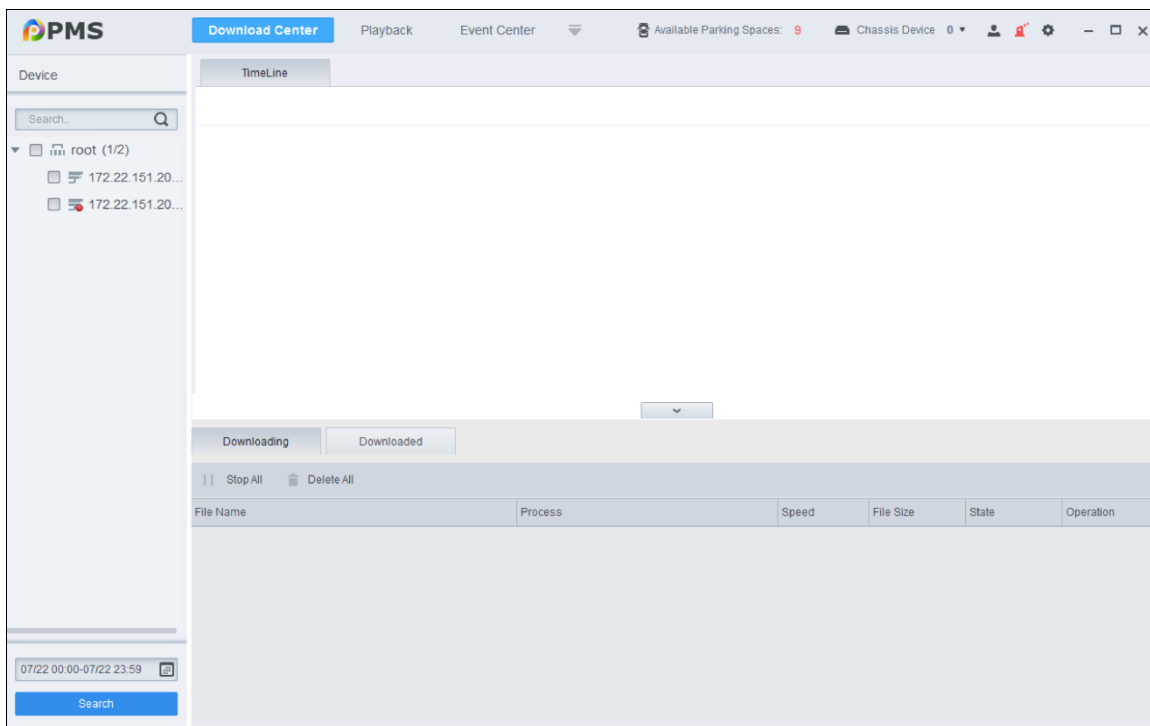 PMS Download Center Playback Event Center Available Parking Spaces: 9 Chassis Device 0
Device
TimeLine
Search..
root (1/2)
172.22.151.20...
172.22.151.20...
Downloading Downloaded
Stop All Delete All
File Name Process Speed File Size State Operation
07/22 00:00-07/22 23:59
Search